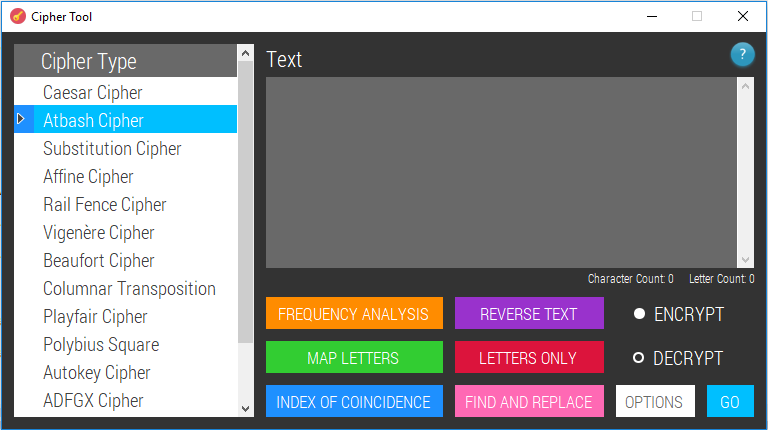 Cipher Tool
Cipher Type
Caesar Cipher
Atbash Cipher
Substitution Cipher
Affine Cipher
Rail Fence Cipher
Vigenère Cipher
Beaufort Cipher
Columnar Transposition
Playfair Cipher
Polybius Square
Autokey Cipher
ADFGX Cipher
Text
?
Character Count: 0 Letter Count: 0
FREQUENCY ANALYSIS REVERSE TEXT ENCRYPT
MAP LETTERS LETTERS ONLY DECRYPT
INDEX OF COINCIDENCE FIND AND REPLACE OPTIONS GO